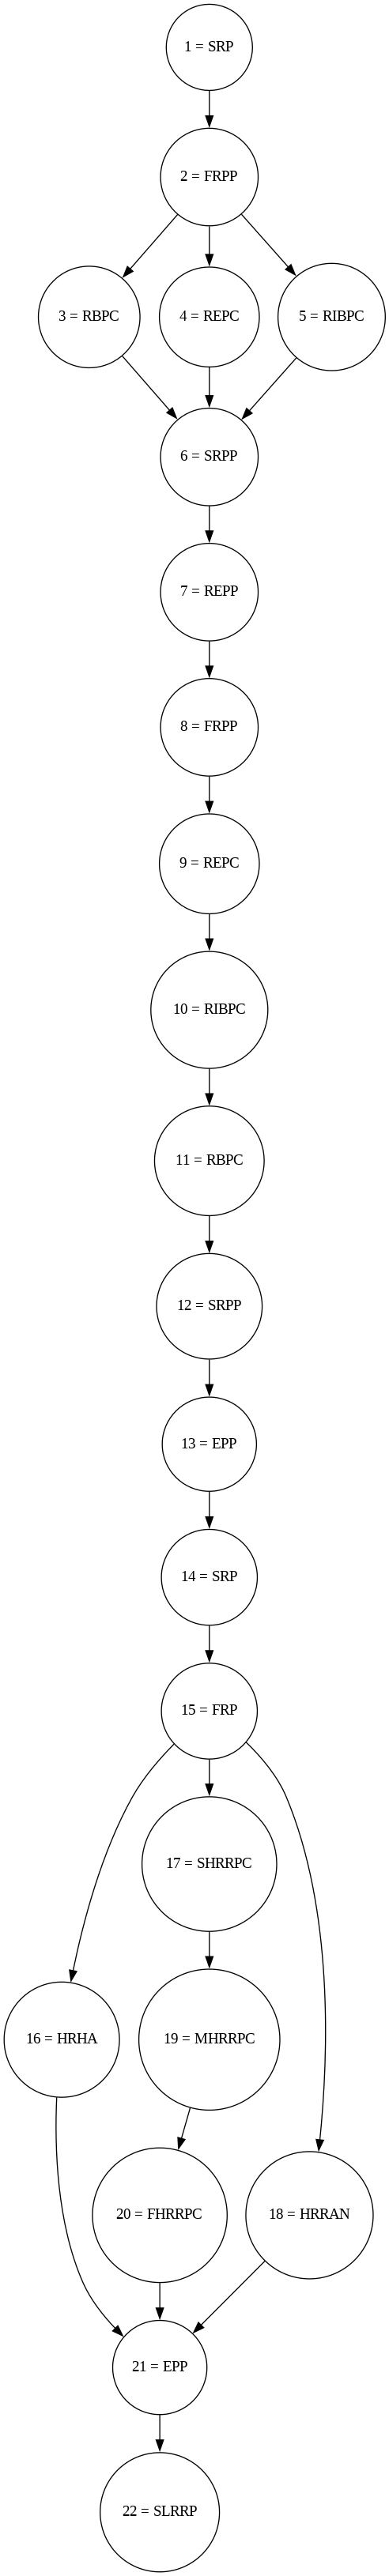 1 = SRP
2 = FRPP
3 = RBPC
4 = REPC
5 = RIBPC
6 = SRPP
7 = REPP
8 = FRPP
9 = REPC
10 = RIBPC
11 = RBPC
12 = SRPP
13 = EPP
14 = SRP
15 = FRP
17 = SHRRPC
16 = HRHA
19 = MHRRPC
20 = FHRRPC
18 = HRRAN
21 = EPP
22 = SLRRP